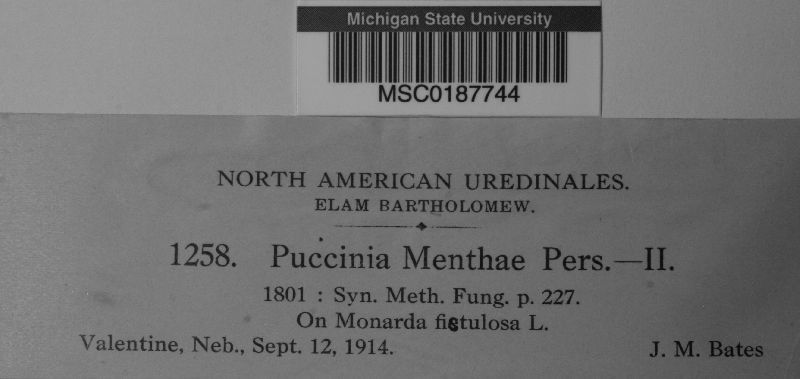 Michigan State University
MSC0187744
NORTH AMERICAN UREDINALES.
ELAM BARTHOLOMEW.
1258. Puccinia Menthae Pers.—II.
1801 : Syn. Meth. Fung. p. 227.
On Monarda fistulosa L.
Valentine, Neb., Sept. 12, 1914. J. M. Bates